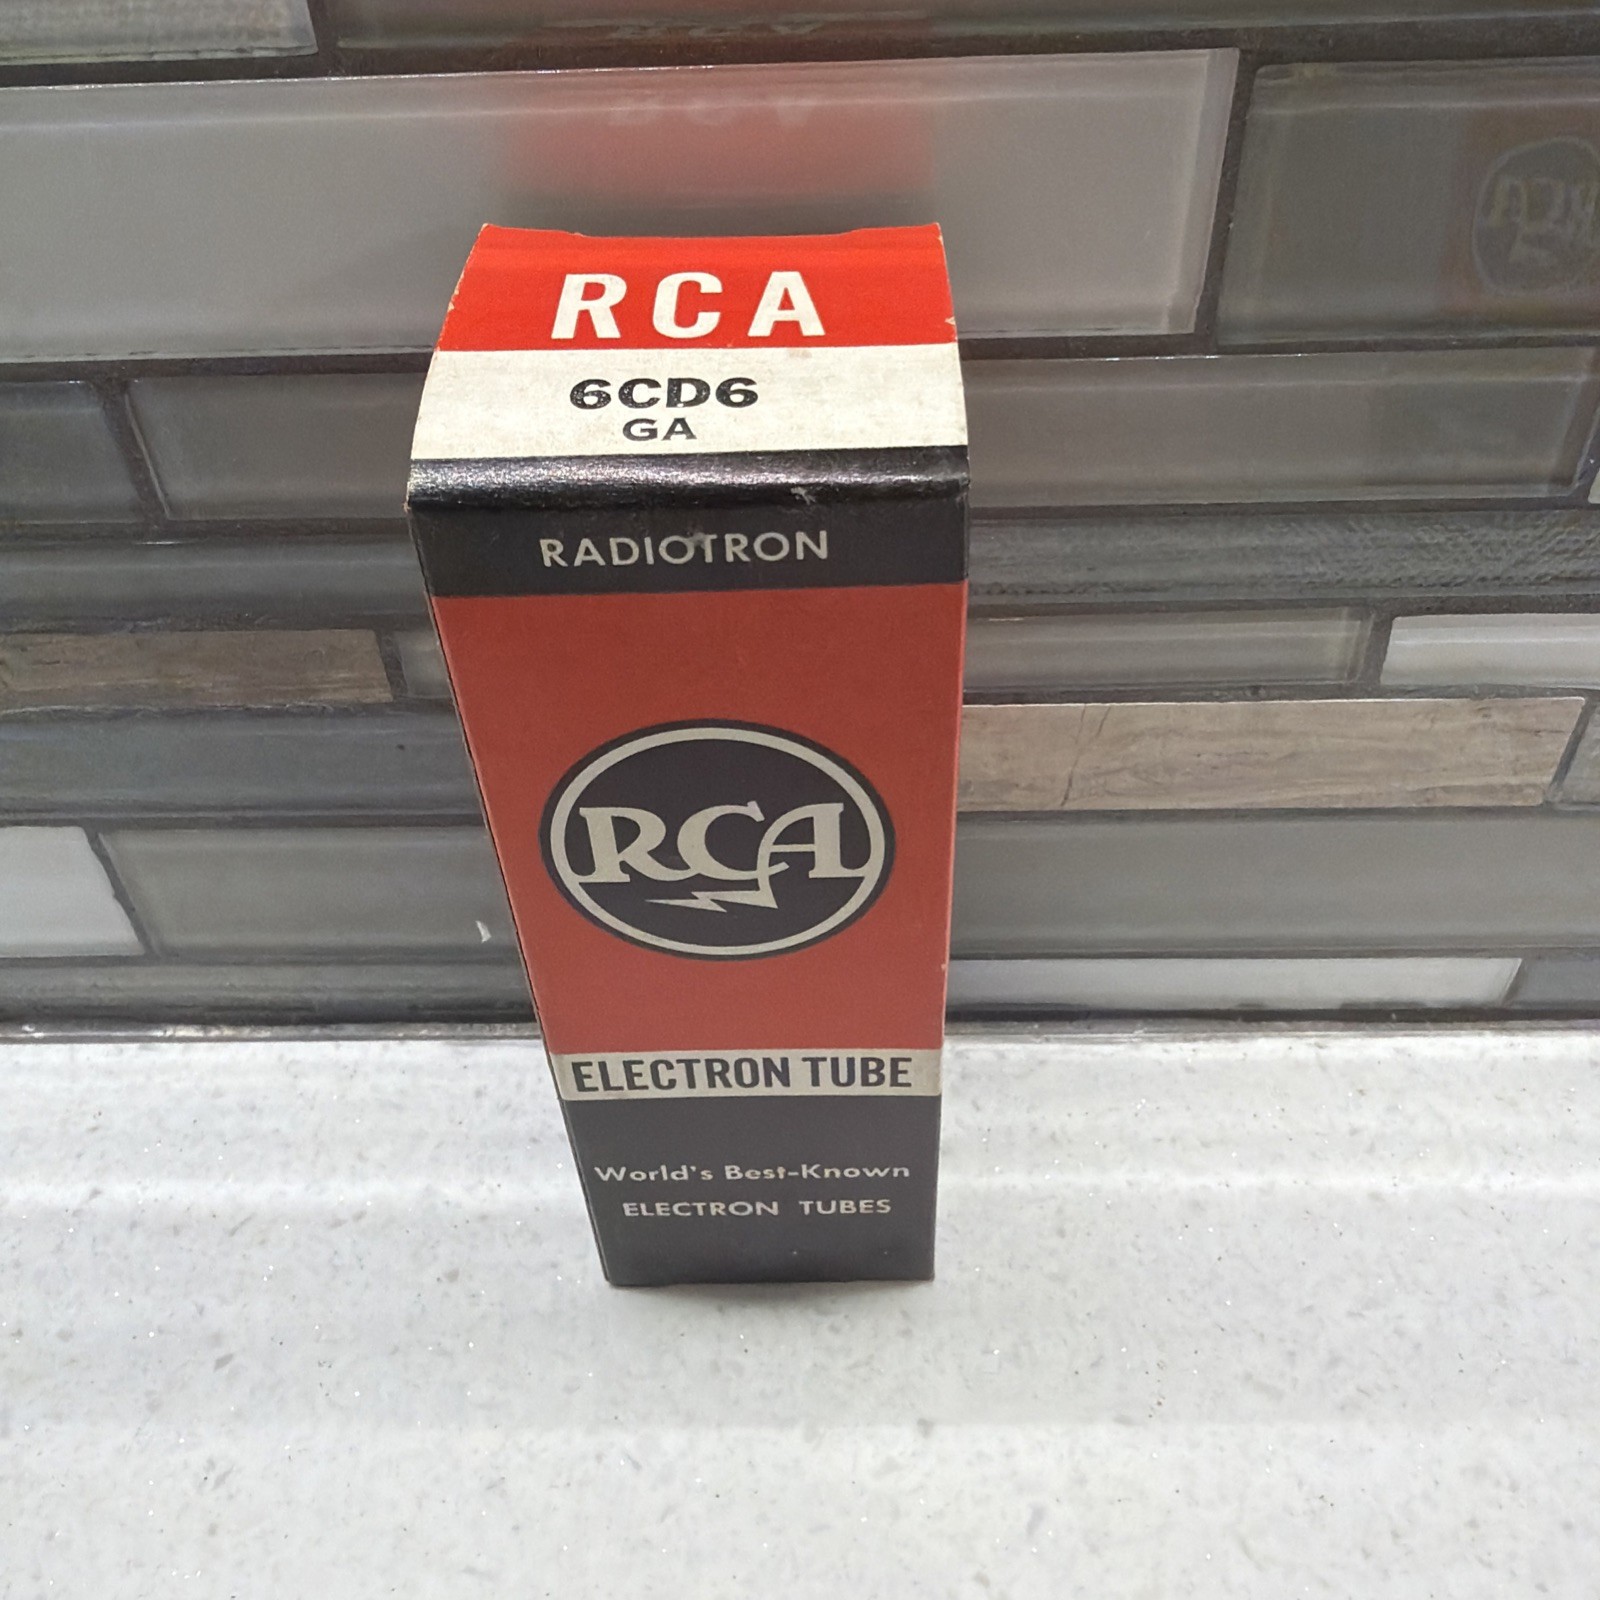 RCA
6CD6
GA
RADIOTRON
RCA
ELECTRON TUBE
World's Best-Known
ELECTRON TUBES